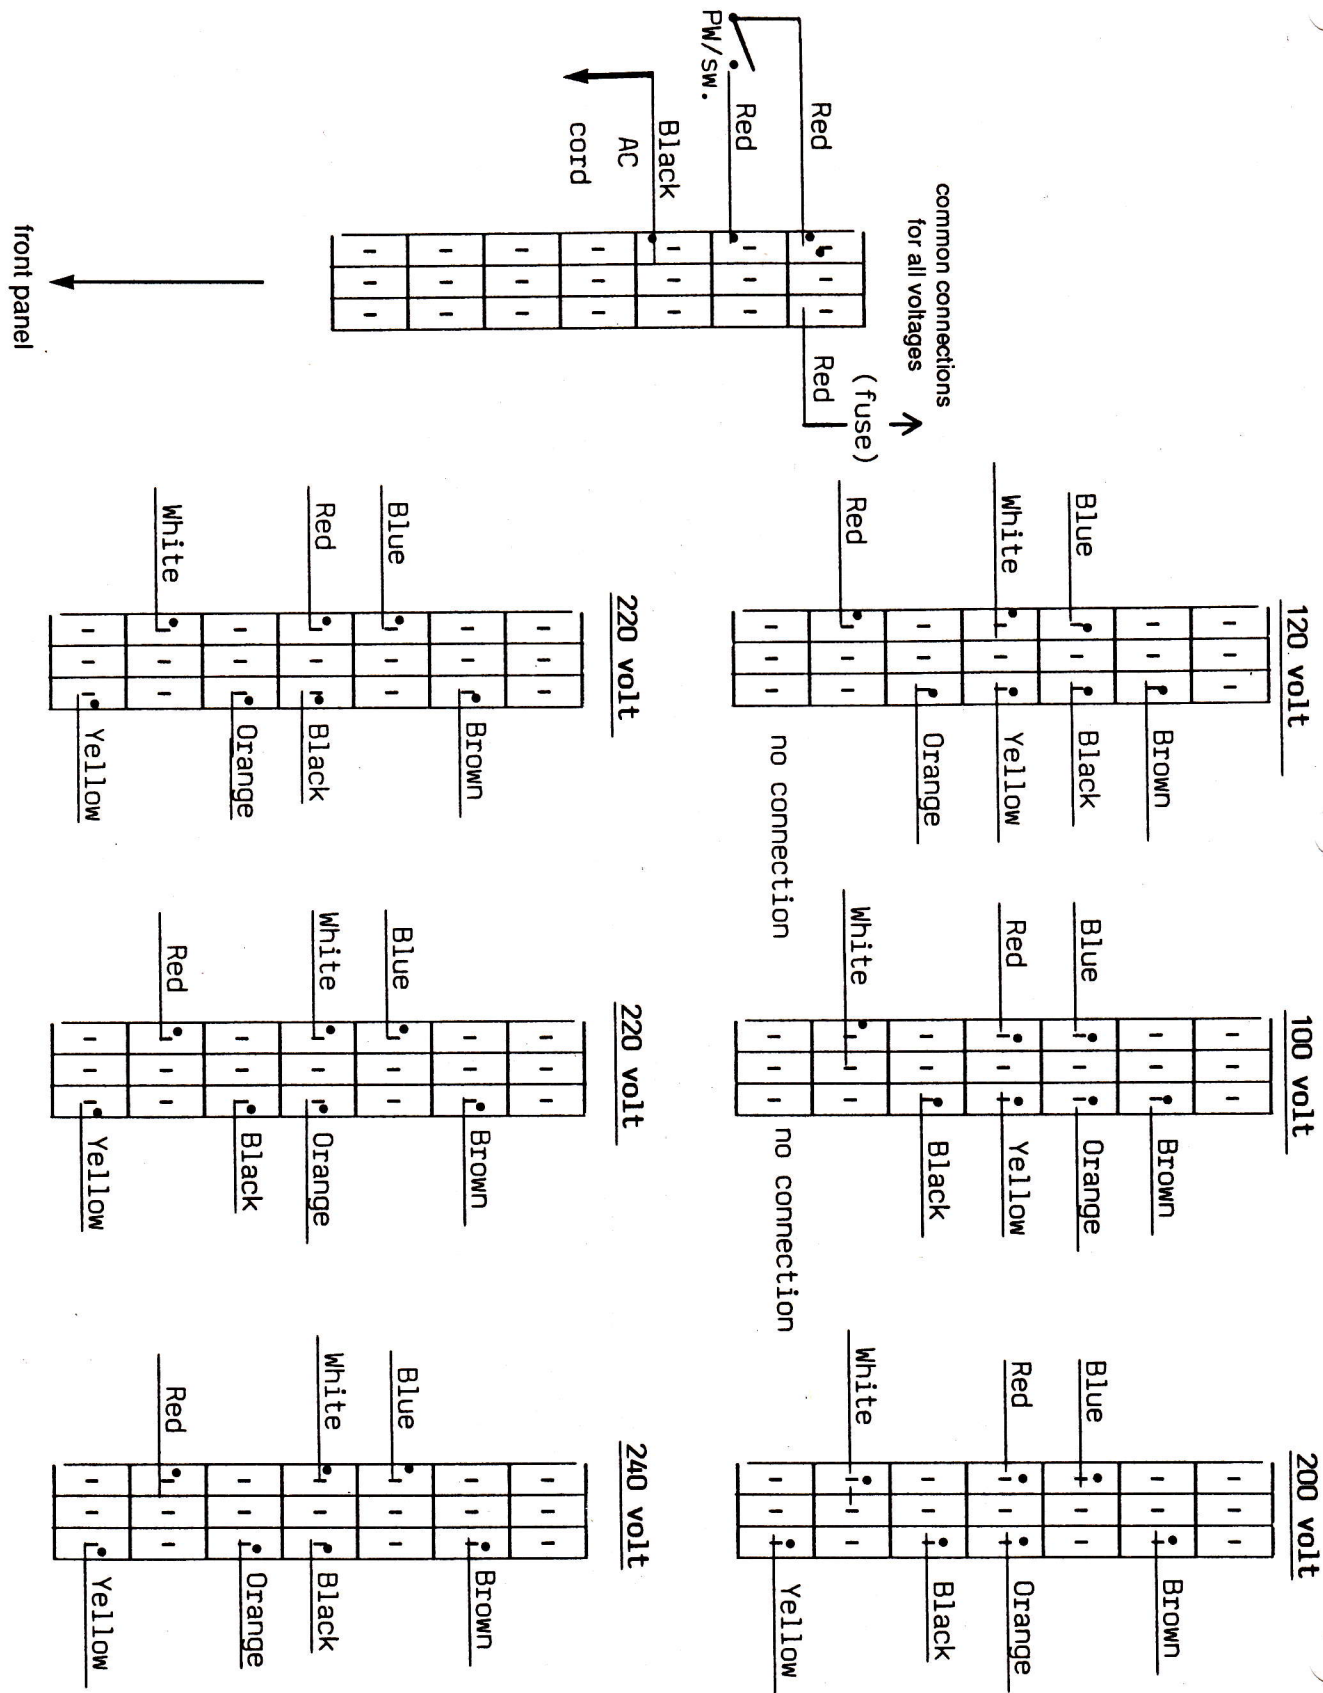 common connections
for all voltages
(fuse)
Red
Red
Red
PW/sw.
Black
AC
cord
front panel
120 volt
Brown
Blue
Black
White
Yellow
Orange
Red
no connection
100 volt
Brown
Blue
Orange
Red
Yellow
Black
White
no connection
200 volt
Brown
Blue
Red
Orange
Black
White
Yellow
220 volt
Brown
Blue
Red
Black
Orange
White
Yellow
220 volt
Brown
Blue
White
Orange
Black
Red
Yellow
240 volt
Brown
Blue
White
Black
Orange
Red
Yellow